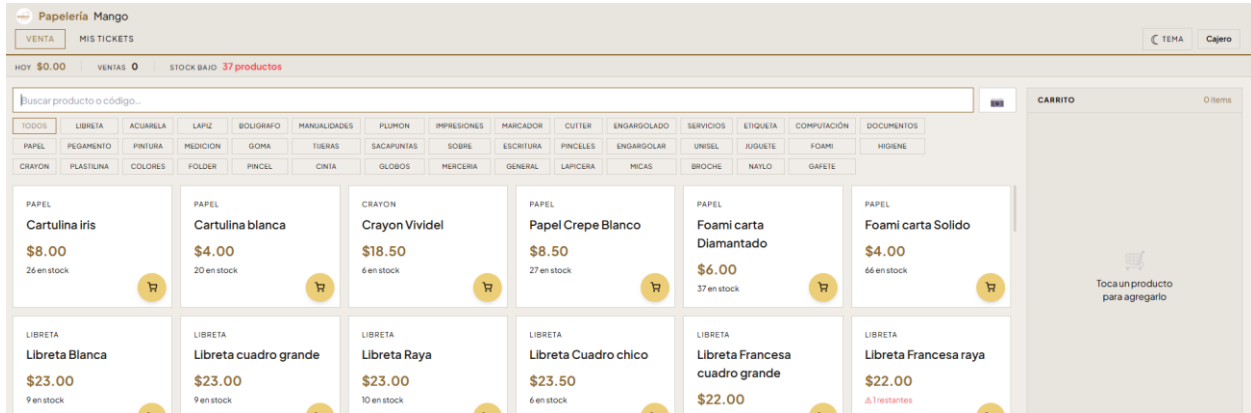 Papelería Mango
VENTA MIS TICKETS
TEMA Cajero
HOY $0.00 VENTAS 0 STOCK BAJO 37 productos
Buscar producto o código...
TODOS LIBRETA ACUARELA LAPIZ BOLIGRAFO MANUALIDADES PLUMON IMPRESIONES MARCADOR CUTTER ENGARGOLADO SERVICIOS ETIQUETA COMPUTACIÓN DOCUMENTOS
PAPEL PEGAMENTO PINTURA MEDICION GOMA TIJERAS SACAPUNTAS SOBRE ESCRITURA PINCELES ENGARGOLAR UNISEL JUGUETE FOAMI HIGIENE
CRAYON PLASTILINA COLORES FOLDER PINCEL CINTA GLOBOS MERCERIA GENERAL LAPICERA MICAS BROCHE NAYLO GAFETE
PAPEL
Cartulina iris
$8.00
26 en stock
PAPEL
Cartulina blanca
$4.00
20 en stock
CRAYON
Crayon Vividel
$18.50
6 en stock
PAPEL
Papel Crepe Blanco
$8.50
27 en stock
PAPEL
Foami carta
Diamantado
$6.00
37 en stock
PAPEL
Foami carta Solido
$4.00
66 en stock
LIBRETA
Libreta Blanca
$23.00
9 en stock
LIBRETA
Libreta cuadro grande
$23.00
9 en stock
LIBRETA
Libreta Raya
$23.00
10 en stock
LIBRETA
Libreta Cuadro chico
$23.50
6 en stock
LIBRETA
Libreta Francesa
cuadro grande
$22.00
LIBRETA
Libreta Francesa raya
$22.00
⚠ 1 restantes
CARRITO 0 items
Toca un producto
para agregarlo